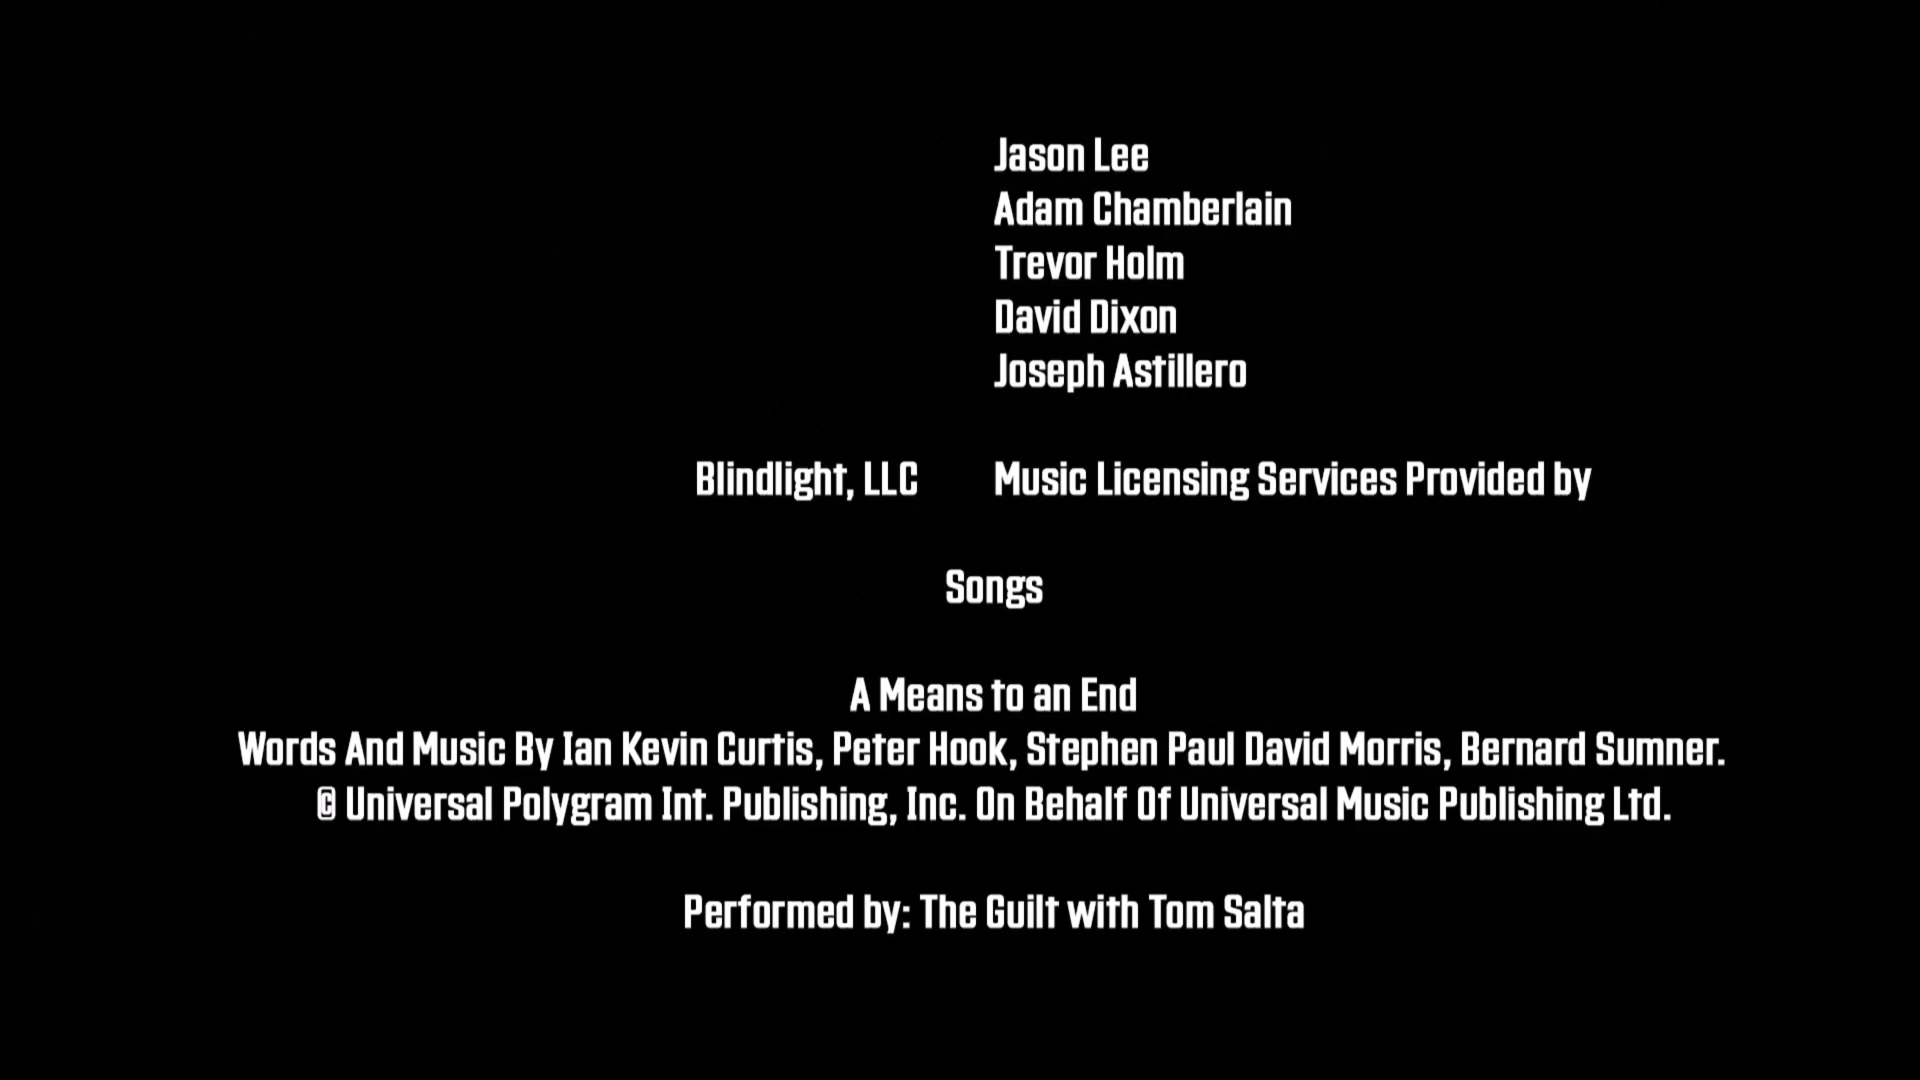 Jason Lee
Adam Chamberlain
Trevor Holm
David Dixon
Joseph Astillero
Blindlight, LLC Music Licensing Services Provided by
Songs
A Means to an End
Words And Music By Ian Kevin Curtis, Peter Hook, Stephen Paul David Morris, Bernard Sumner.
© Universal Polygram Int. Publishing, Inc. On Behalf Of Universal Music Publishing Ltd.
Performed by: The Guilt with Tom Salta